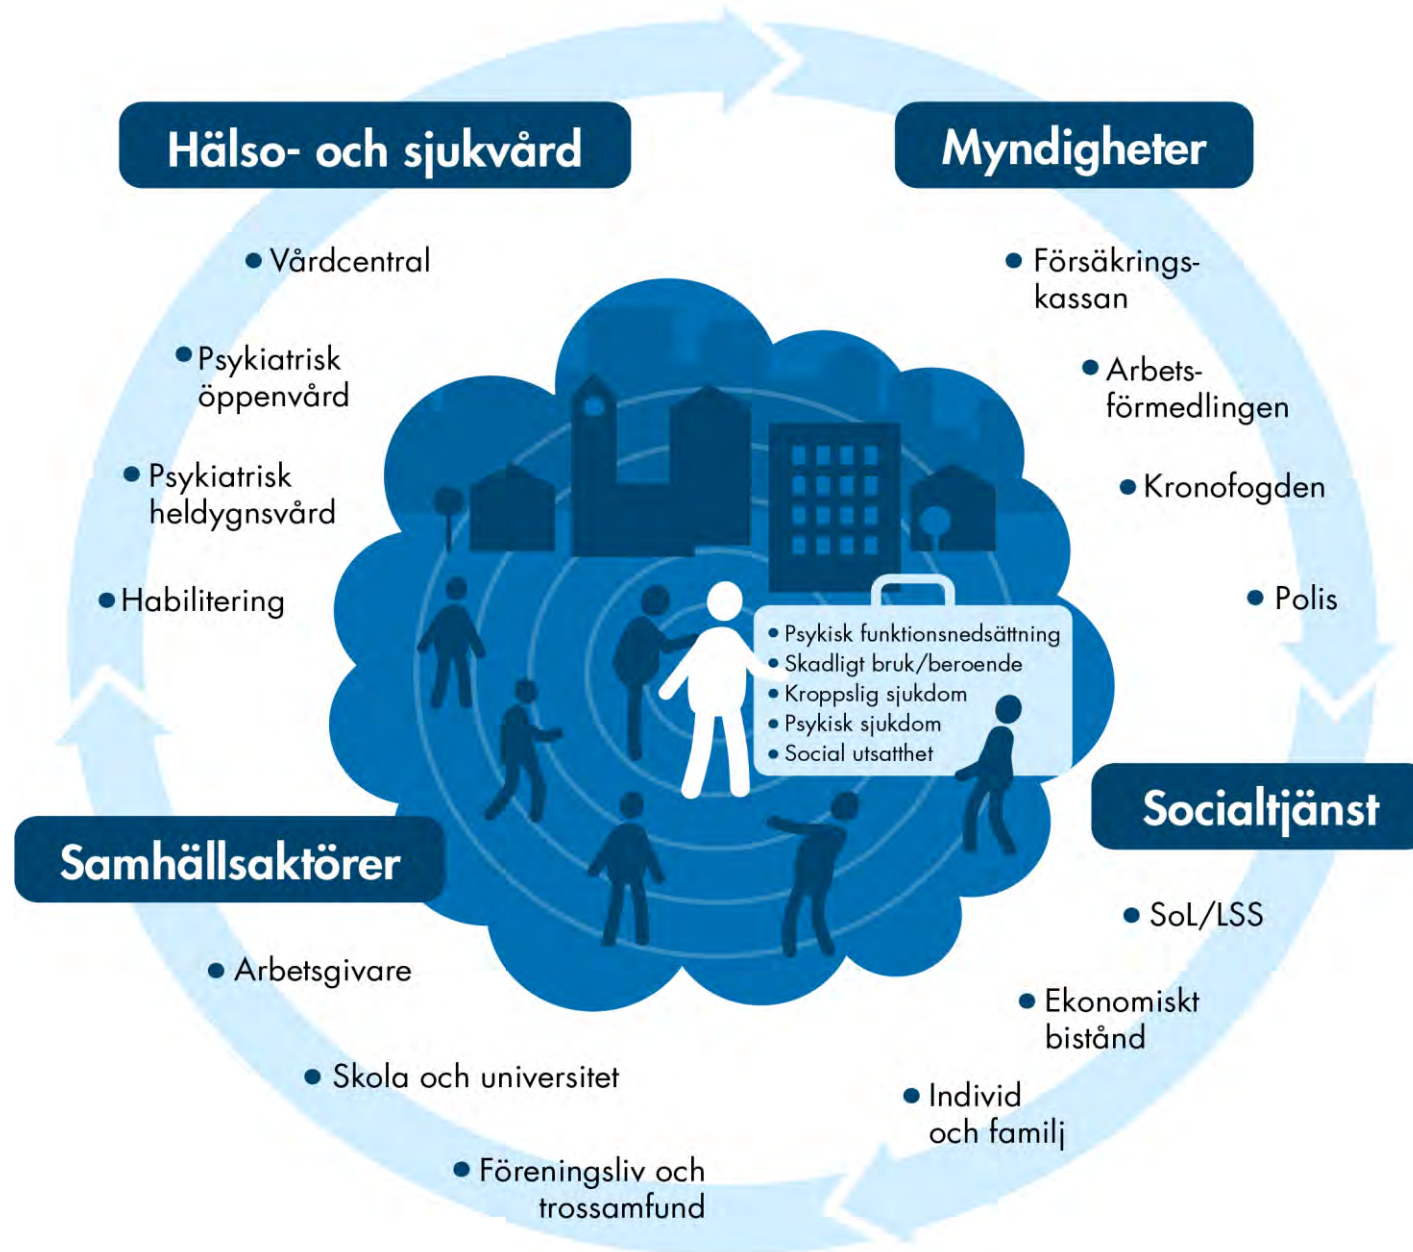 Hälso- och sjukvård
Vårdcentral
Psykiatrisk
öppenvård
Psykiatrisk
heldygnsvård
Habilitering
Myndigheter
Försäkrings-
kassan
Arbets-
förmedlingen
Kronofogden
Polis
Psykisk funktionsnedsättning
Skadligt bruk/beroende
Kroppslig sjukdom
Psykisk sjukdom
Social utsatthet
Socialtjänst
SoL/LSS
Ekonomiskt
bistånd
Individ
och familj
Samhällsaktörer
Arbetsgivare
Skola och universitet
Föreningsliv och
trossamfund